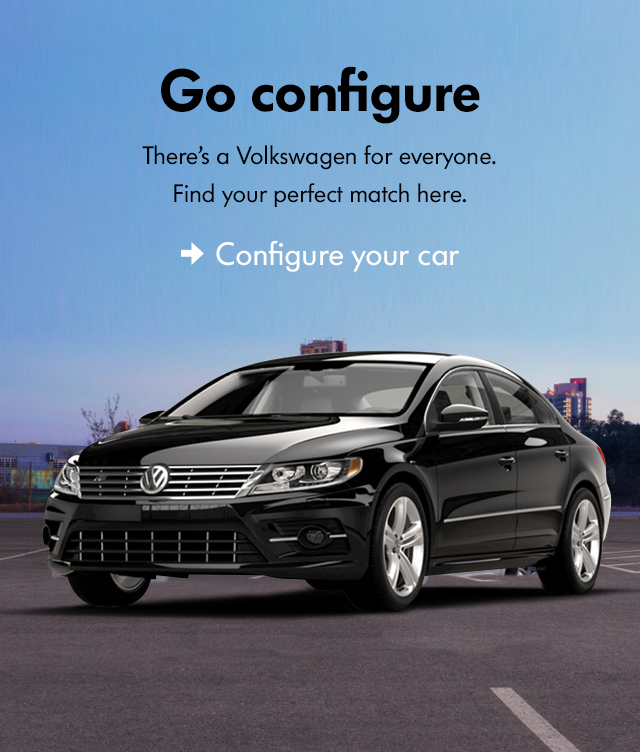 Go configure
There's a Volkswagen for everyone.
Find your perfect match here.
Configure your car